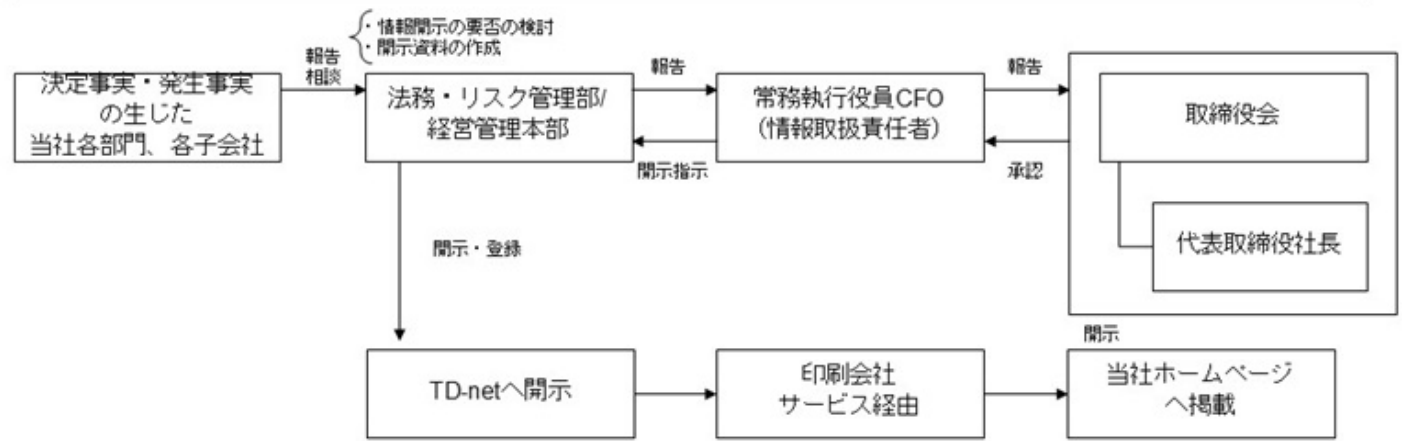 ・情報開示の要否の検討
・開示資料の作成
報告
相談
決定事実・発生事実
の生じた
当社各部門、各子会社
法務・リスク管理部/
経営管理本部
報告
開示指示
常務執行役員CFO
(情報取扱責任者)
報告
承認
取締役会
代表取締役社長
開示・登録
TD-netへ開示
印刷会社
サービス経由
開示
当社ホームページ
へ掲載